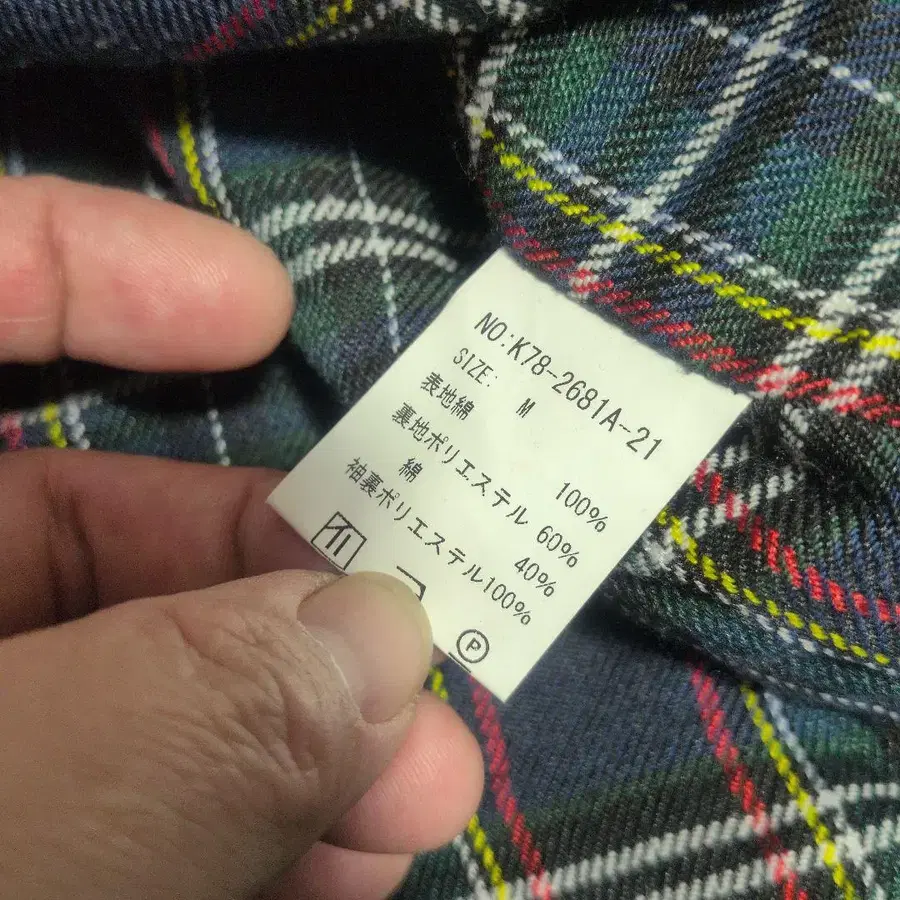 NO:K78-2681A-21
SIZE: M
表地綿 100%
裏地ポリエステル 60%
綿 40%
袖裏ポリエステル100%
P